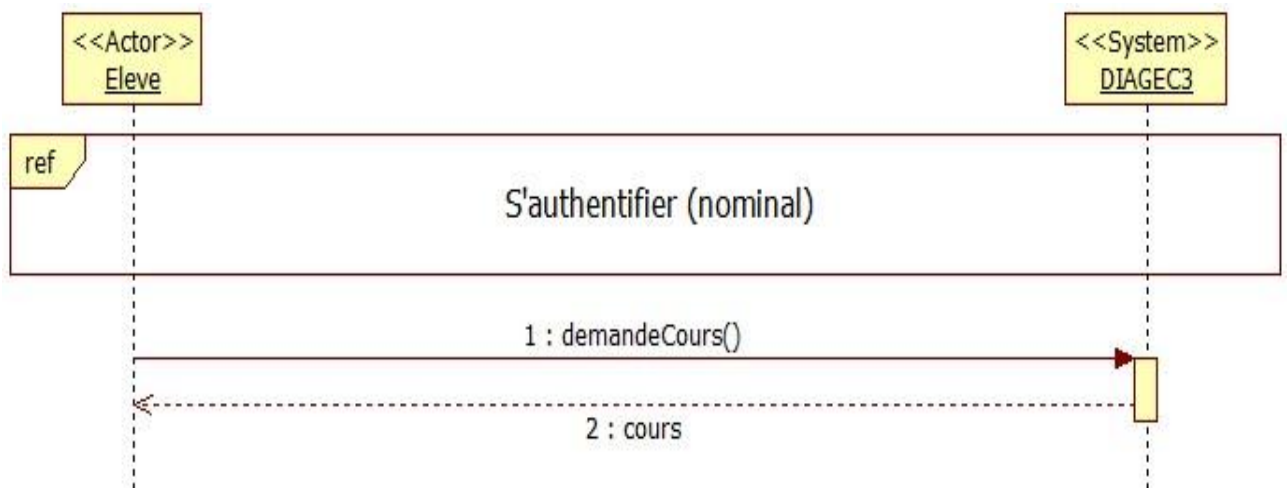 <<Actor>>
Eleve
<<System>>
DIAGEC3
ref
S'authentifier (nominal)
1 : demandeCours()
2 : cours